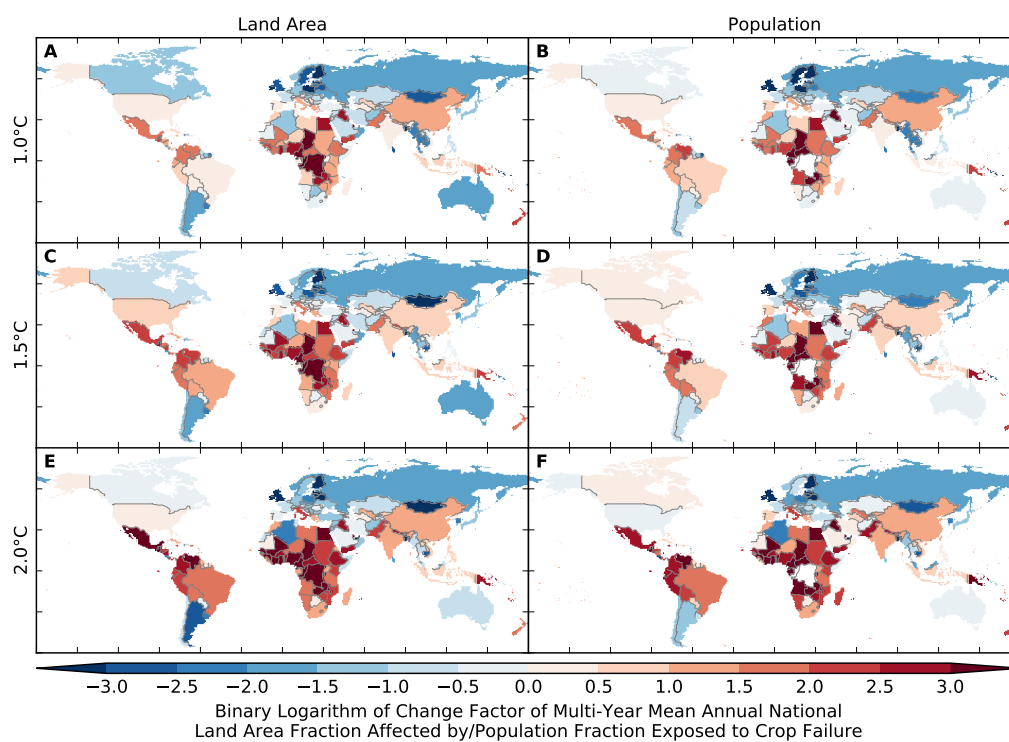 Land Area
Population
A
B
1.0°C
C
D
1.5°C
E
F
2.0°C
−3.0 −2.5 −2.0 −1.5 −1.0 −0.5 0.0 0.5 1.0 1.5 2.0 2.5 3.0
Binary Logarithm of Change Factor of Multi-Year Mean Annual National
Land Area Fraction Affected by/Population Fraction Exposed to Crop Failure